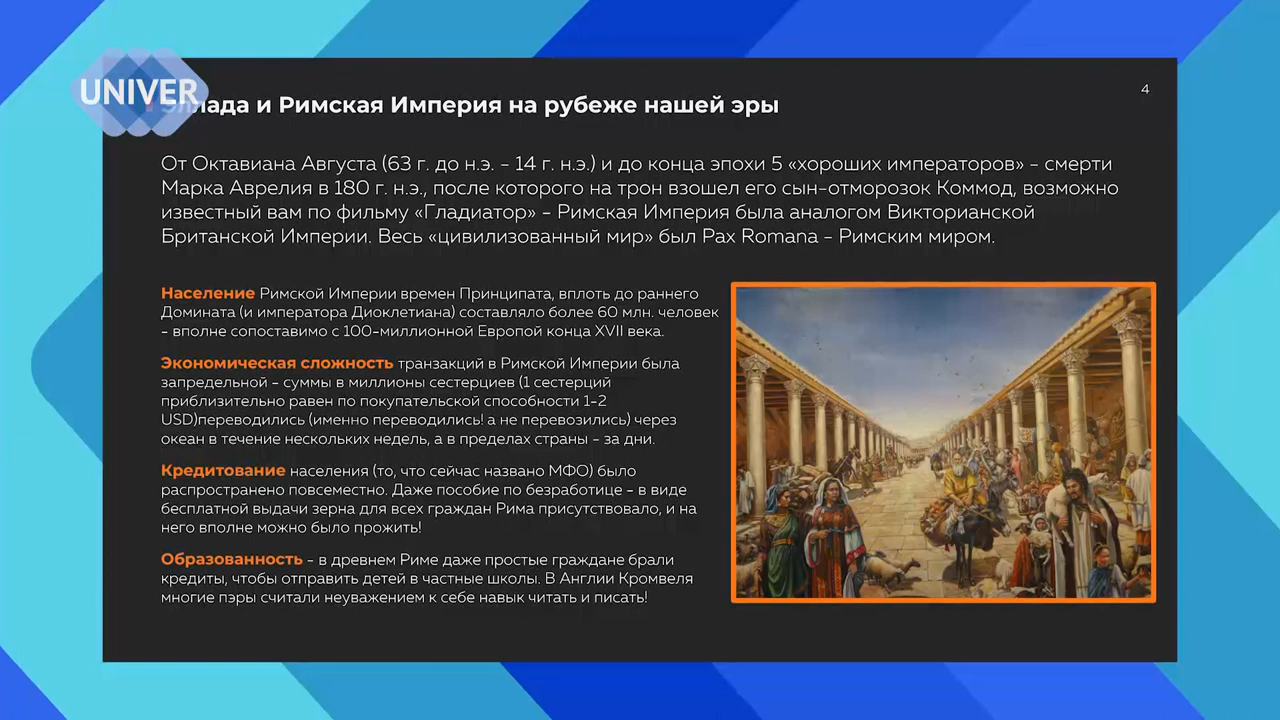 UNIVER
Эллада и Римская Империя на рубеже нашей эры
4
От Октавиана Августа (63 г. до н.э. – 14 г. н.э.) и до конца эпохи 5 «хороших императоров» – смерти
Марка Аврелия в 180 г. н.э., после которого на трон взошел его сын-отморозок Коммод, возможно
известный вам по фильму «Гладиатор» – Римская Империя была аналогом Викторианской
Британской Империи. Весь «цивилизованный мир» был Pax Romana – Римским миром.
Население Римской Империи времен Принципата, вплоть до раннего
Домината (и императора Диоклетиана) составляло более 60 млн. человек
– вполне сопоставимо с 100-миллионной Европой конца XVII века.
Экономическая сложность транзакций в Римской Империи была
запредельной – суммы в миллионы сестерциев (1 сестерций
приблизительно равен по покупательской способности 1-2
USD)переводились (именно переводились! а не перевозились) через
океан в течение нескольких недель, а в пределах страны – за дни.
Кредитование населения (то, что сейчас названо МФО) было
распространено повсеместно. Даже пособие по безработице – в виде
бесплатной выдачи зерна для всех граждан Рима присутствовало, и на
него вполне можно было прожить!
Образованность – в древнем Риме даже простые граждане брали
кредиты, чтобы отправить детей в частные школы. В Англии Кромвеля
многие пэры считали неуважением к себе навык читать и писать!